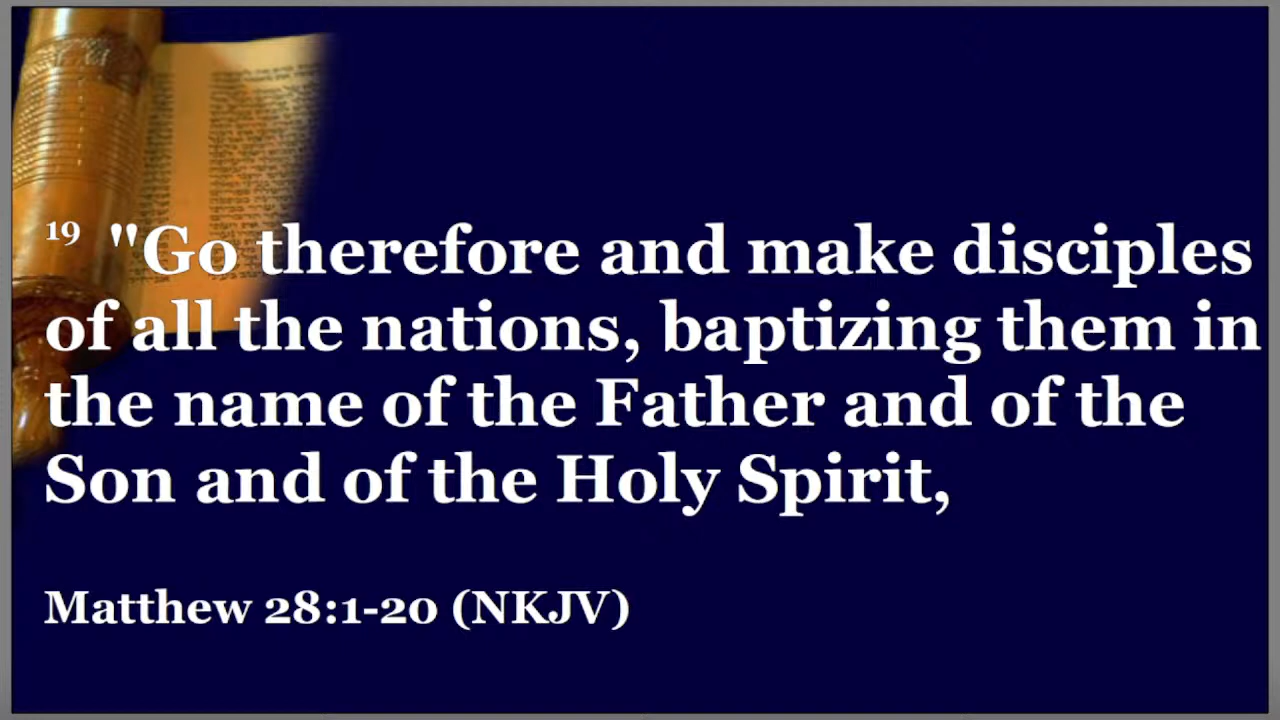 19 "Go therefore and make disciples
of all the nations, baptizing them in
the name of the Father and of the
Son and of the Holy Spirit,
Matthew 28:1-20 (NKJV)